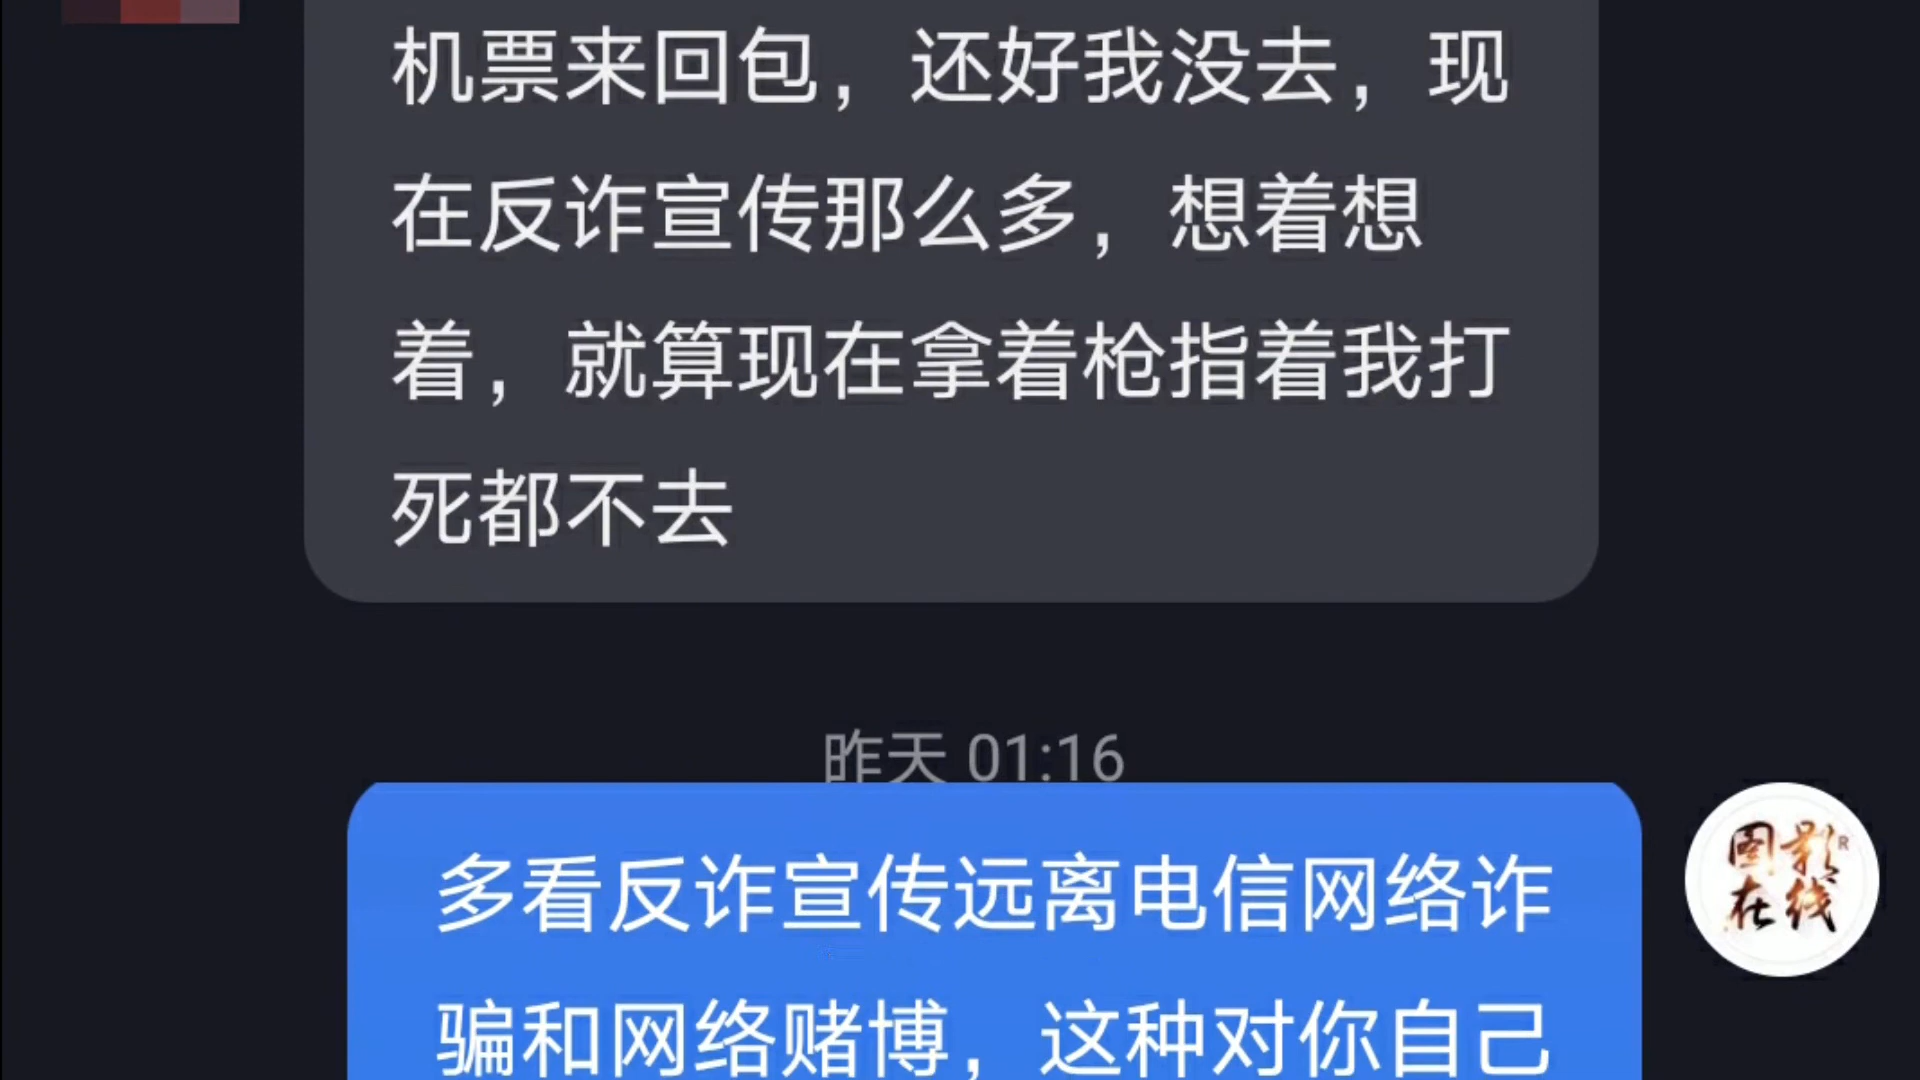 机票来回包，还好我没去，现
在反诈宣传那么多，想着想
着，就算现在拿着枪指着我打
死都不去
昨天 01:16
多看反诈宣传远离电信网络诈
骗和网络赌博，这种对你自己
图影
在线
R